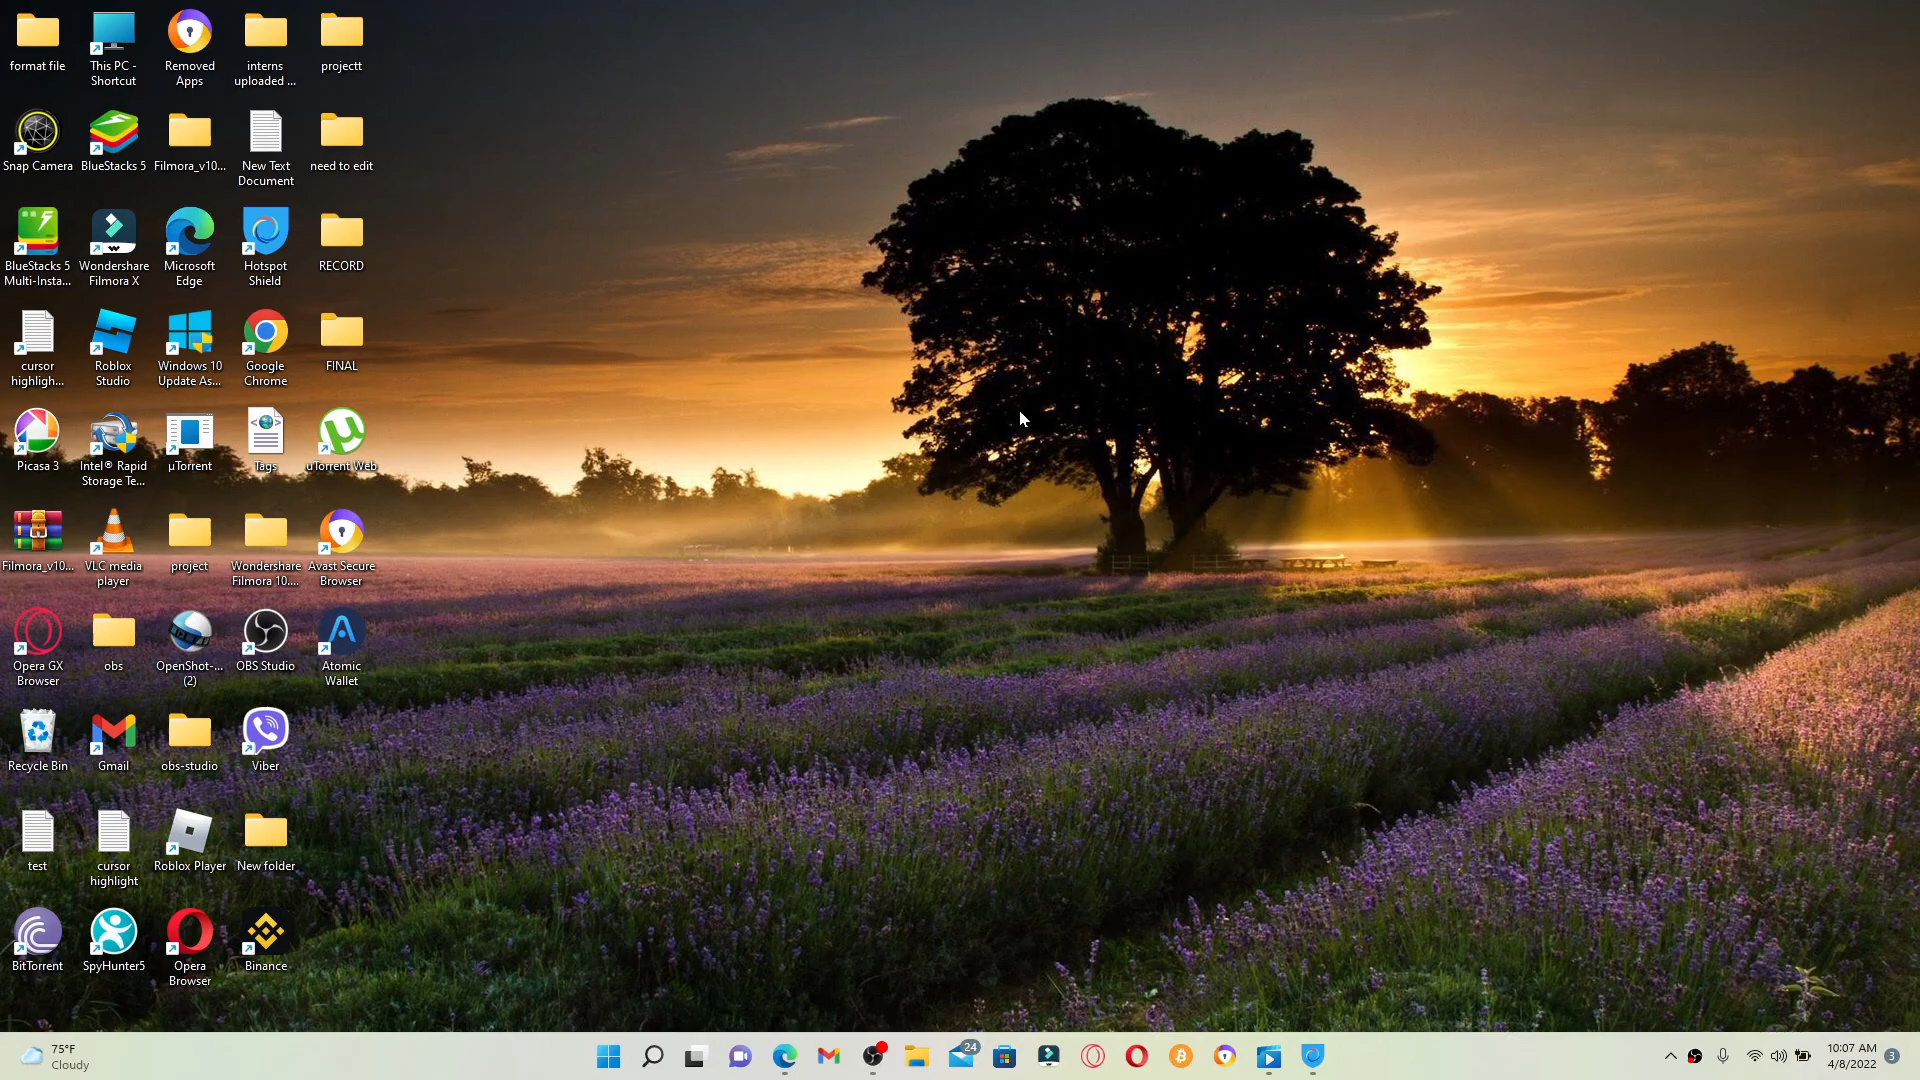 format file
This PC -
Shortcut
Removed
Apps
interns
uploaded ...
projectt
Snap Camera
BlueStacks 5
Filmora_v10...
New Text
Document
need to edit
BlueStacks 5
Multi-Insta...
Wondershare
Filmora X
Microsoft
Edge
Hotspot
Shield
RECORD
cursor
highligh...
Roblox
Studio
Windows 10
Update As...
Google
Chrome
FINAL
Picasa 3
Intel® Rapid
Storage Te...
µTorrent
Tags
uTorrent Web
Filmora_v10...
VLC media
player
project
Wondershare
Filmora 10....
Avast Secure
Browser
Opera GX
Browser
obs
OpenShot-...
(2)
OBS Studio
Atomic
Wallet
Recycle Bin
Gmail
obs-studio
Viber
test
cursor
highlight
Roblox Player
New folder
BitTorrent
SpyHunter5
Opera
Browser
Binance
75°F
Cloudy
24
10:07 AM
4/8/2022
3